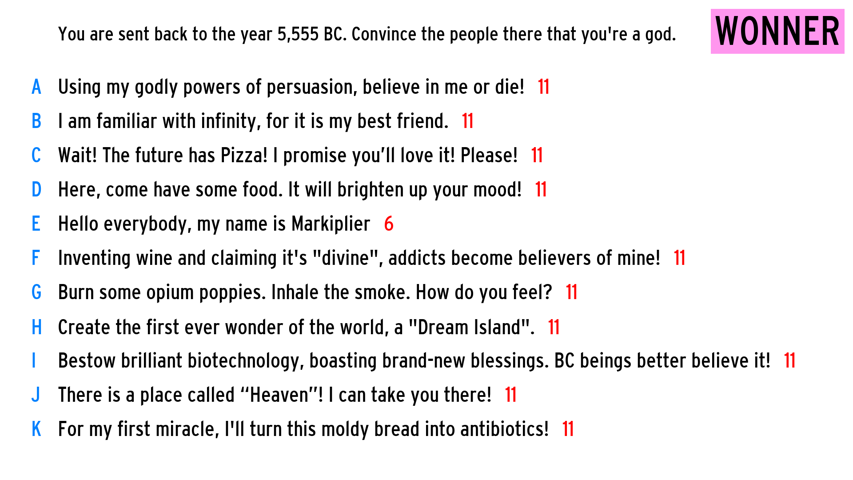 You are sent back to the year 5,555 BC. Convince the people there that you're a god.
WONNER
A Using my godly powers of persuasion, believe in me or die! 11
B I am familiar with infinity, for it is my best friend. 11
C Wait! The future has Pizza! I promise you’ll love it! Please! 11
D Here, come have some food. It will brighten up your mood! 11
E Hello everybody, my name is Markiplier 6
F Inventing wine and claiming it's "divine", addicts become believers of mine! 11
G Burn some opium poppies. Inhale the smoke. How do you feel? 11
H Create the first ever wonder of the world, a "Dream Island". 11
I Bestow brilliant biotechnology, boasting brand-new blessings. BC beings better believe it! 11
J There is a place called “Heaven”! I can take you there! 11
K For my first miracle, I'll turn this moldy bread into antibiotics! 11